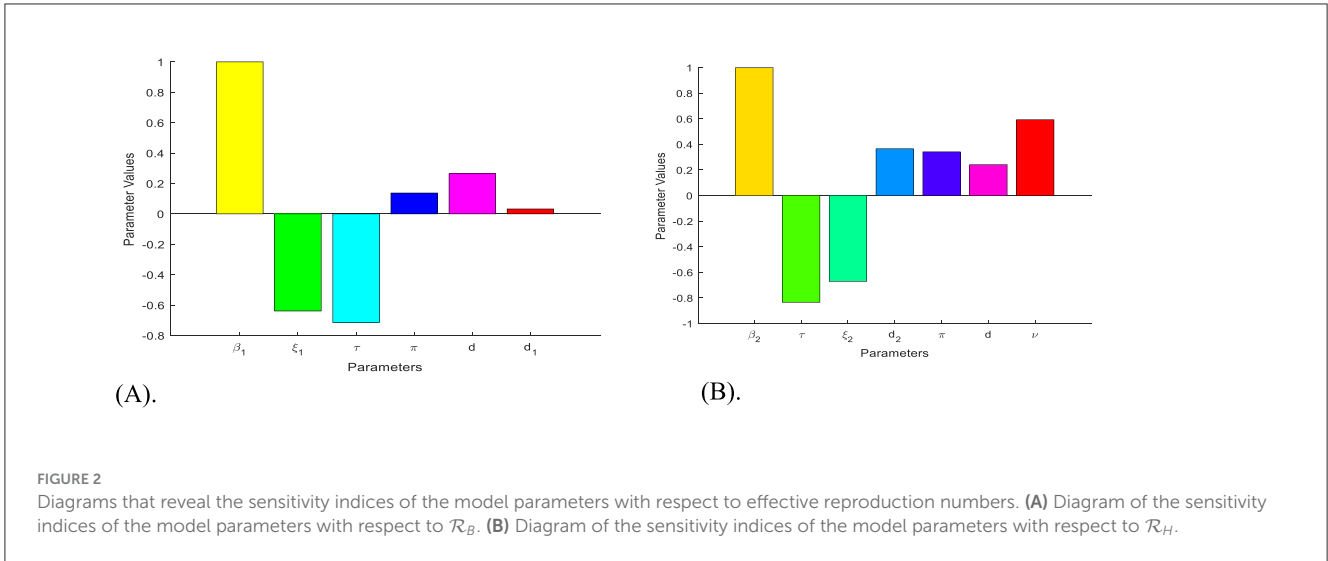 1
0.8
0.6
0.4
0.2
0
-0.2
-0.4
-0.6
-0.8
Parameter Values
β1 ξ1 τ π d d1
Parameters
(A).
1
0.8
0.6
0.4
0.2
0
-0.2
-0.4
-0.6
-0.8
-1
Parameter Values
β2 τ ξ2 d2 π d ν
Parameters
(B).
FIGURE 2
Diagrams that reveal the sensitivity indices of the model parameters with respect to effective reproduction numbers. (A) Diagram of the sensitivity
indices of the model parameters with respect to ℛB. (B) Diagram of the sensitivity indices of the model parameters with respect to ℛH.